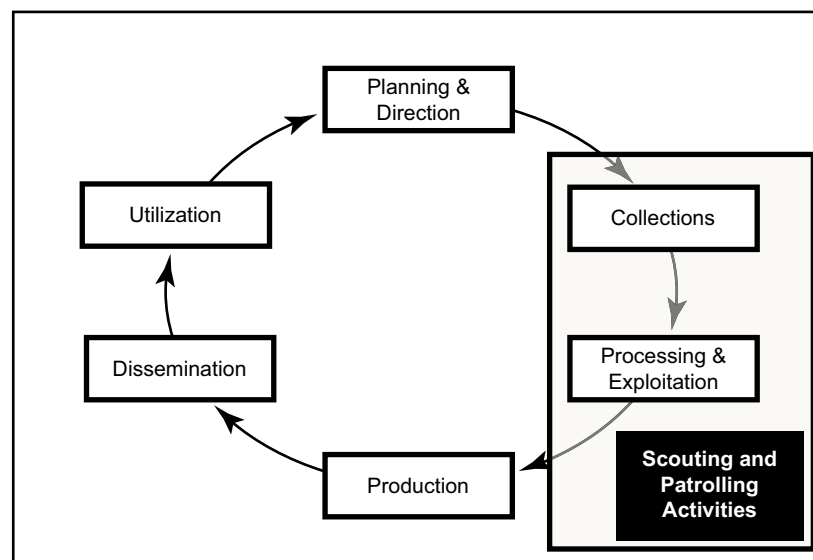 Planning &
Direction
Utilization
Collections
Dissemination
Processing &
Exploitation
Production
Scouting and
Patrolling
Activities